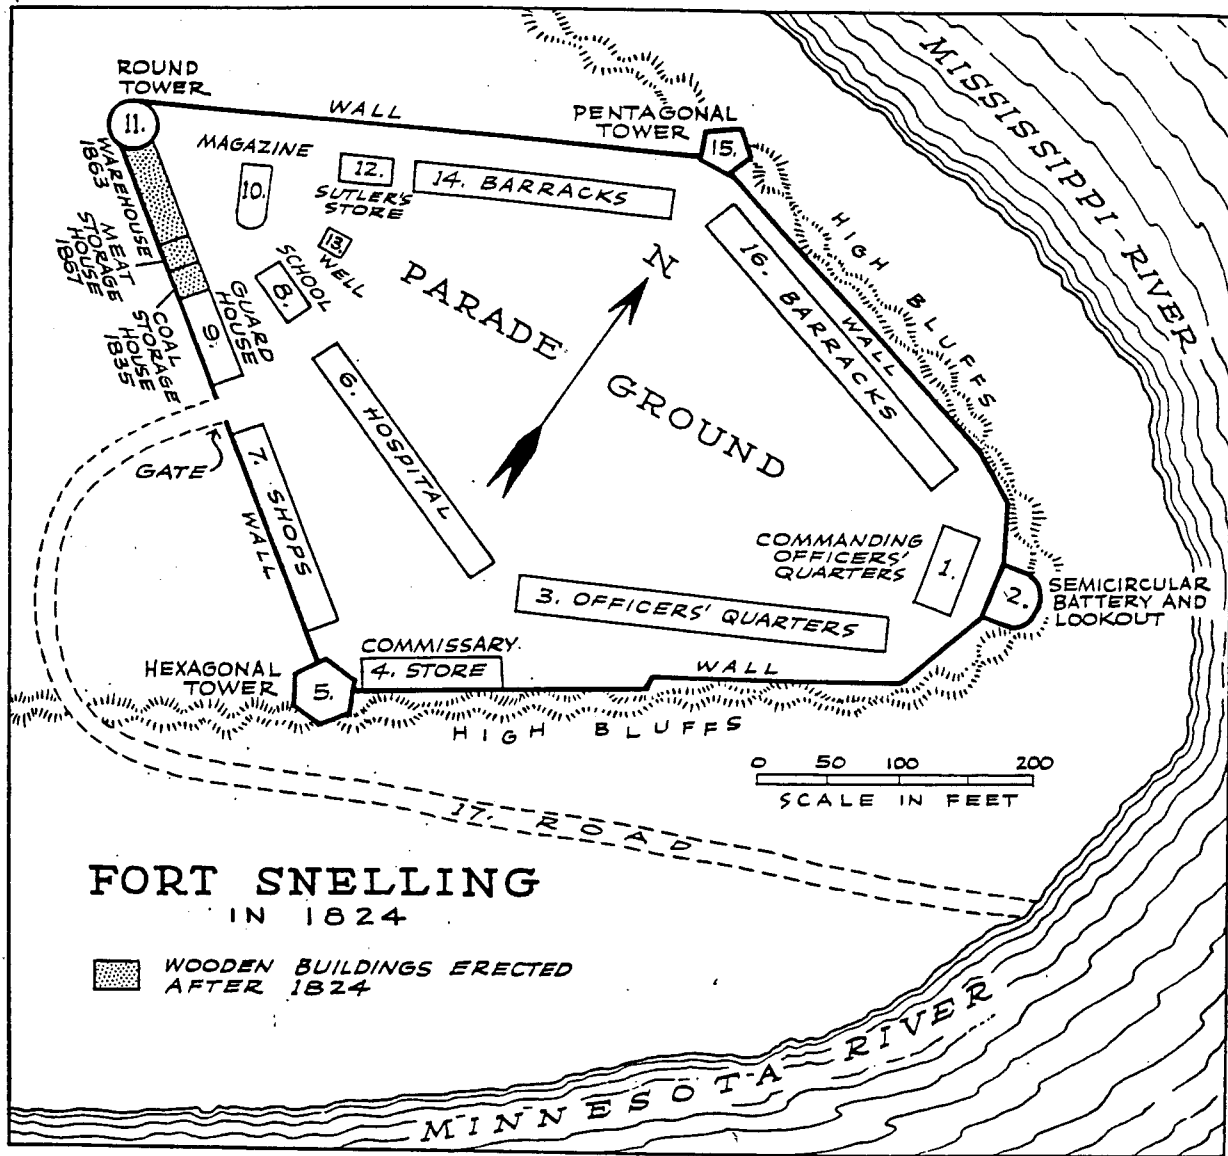 MISSISSIPPI-RIVER
ROUND
TOWER
11.
WALL
PENTAGONAL
TOWER
15.
MAGAZINE
10.
12.
SUTLER'S
STORE
14. BARRACKS
13.
WELL
SCHOOL
8.
WAREHOUSE
1863
MEAT
STORAGE
HOUSE
1867
COAL
STORAGE
HOUSE
1835
GUARD
HOUSE
9.
PARADE
GROUND
N
16. BARRACKS
WALL
HIGH BLUFFS
6. HOSPITAL
GATE
7. SHOPS
WALL
COMMANDING
OFFICERS'
QUARTERS
1.
2.
SEMICIRCULAR
BATTERY AND
LOOKOUT
3. OFFICERS' QUARTERS
COMMISSARY
4. STORE
HEXAGONAL
TOWER
5.
WALL
HIGH BLUFFS
0 50 100 200
SCALE IN FEET
17. ROAD
FORT SNELLING
IN 1824
WOODEN BUILDINGS ERECTED
AFTER 1824
MINNESOTA RIVER